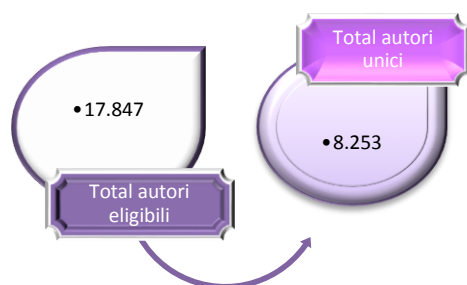 •17.847
Total autori
eligibili
Total autori
unici
•8.253